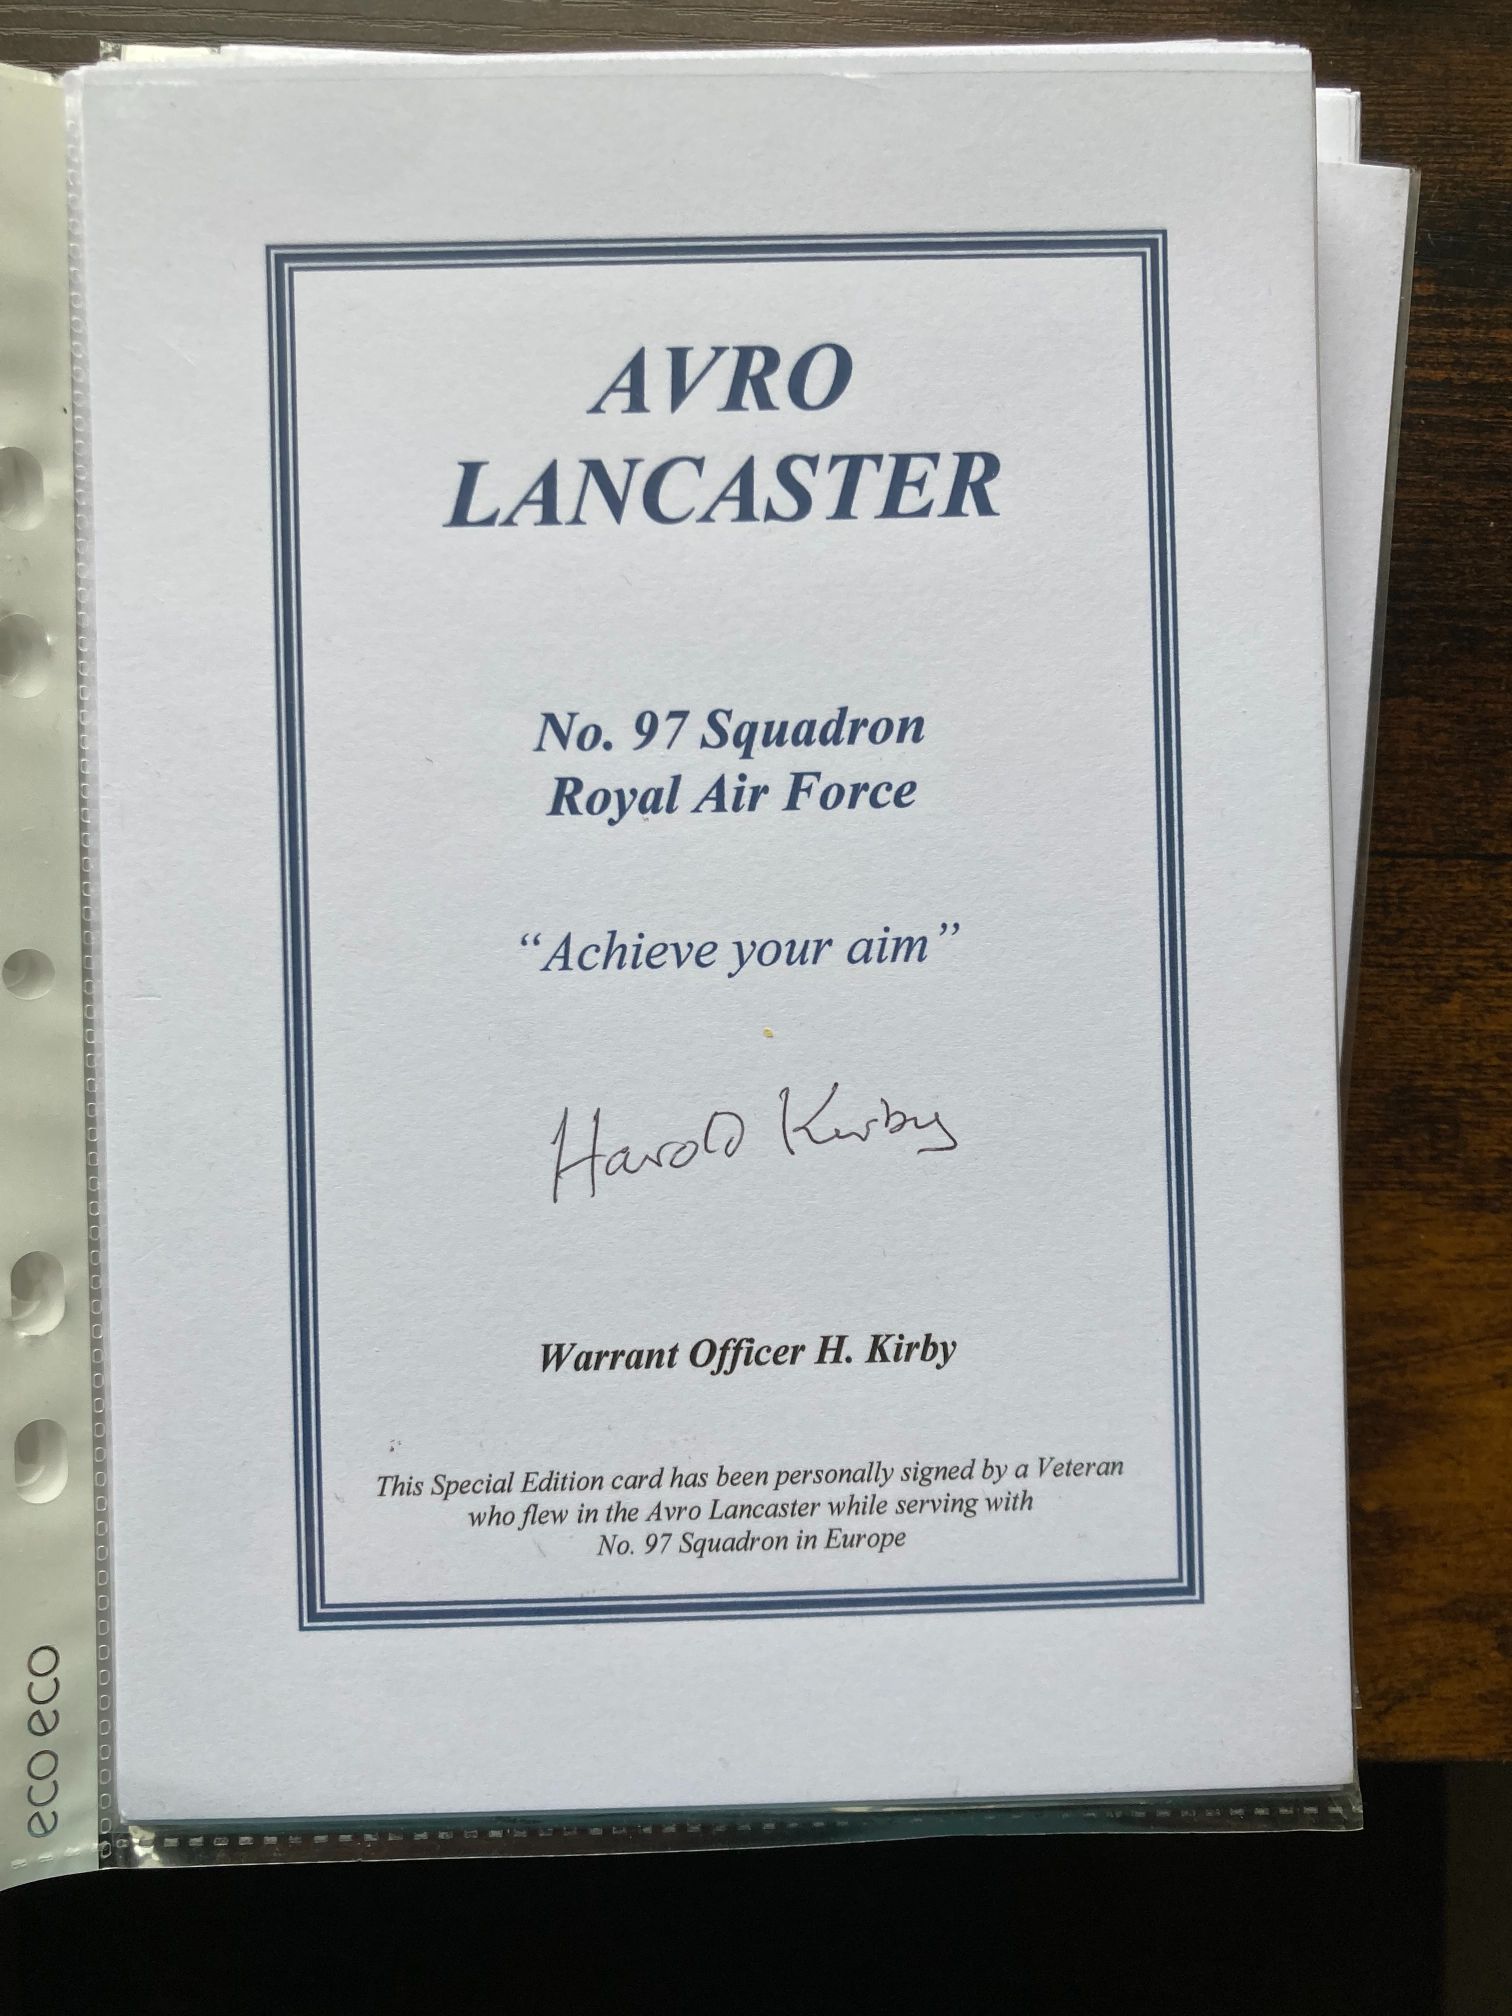 AVRO
LANCASTER
No. 97 Squadron
Royal Air Force
“Achieve your aim”
Harold Kirby
Warrant Officer H. Kirby
This Special Edition card has been personally signed by a Veteran
who flew in the Avro Lancaster while serving with
No. 97 Squadron in Europe
eco eco